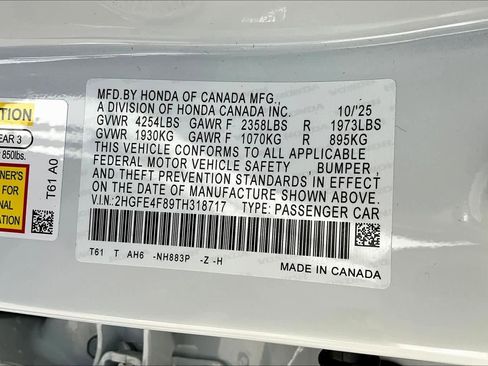 MFD.BY HONDA OF CANADA MFG.,
A DIVISION OF HONDA CANADA INC. 10/'25
GVWR 4254LBS GAWR F 2358LBS R 1973LBS
GVWR 1930KG GAWR F 1070KG R 895KG
THIS VEHICLE CONFORMS TO ALL APPLICABLE
FEDERAL MOTOR VEHICLE SAFETY , BUMPER ,
AND THEFT PREVENTION STANDARDS IN EFFECT
ON THE DATE OF MANUFACTURE SHOWN ABOVE.
V.I.N.:2HGFE4F89TH318717 TYPE: PASSENGER CAR
T61 T AH6 -NH883P -Z -H
MADE IN CANADA
TION
EAR 3
850lbs.
NER'S
FOR
NAL
ATION
T61 A0